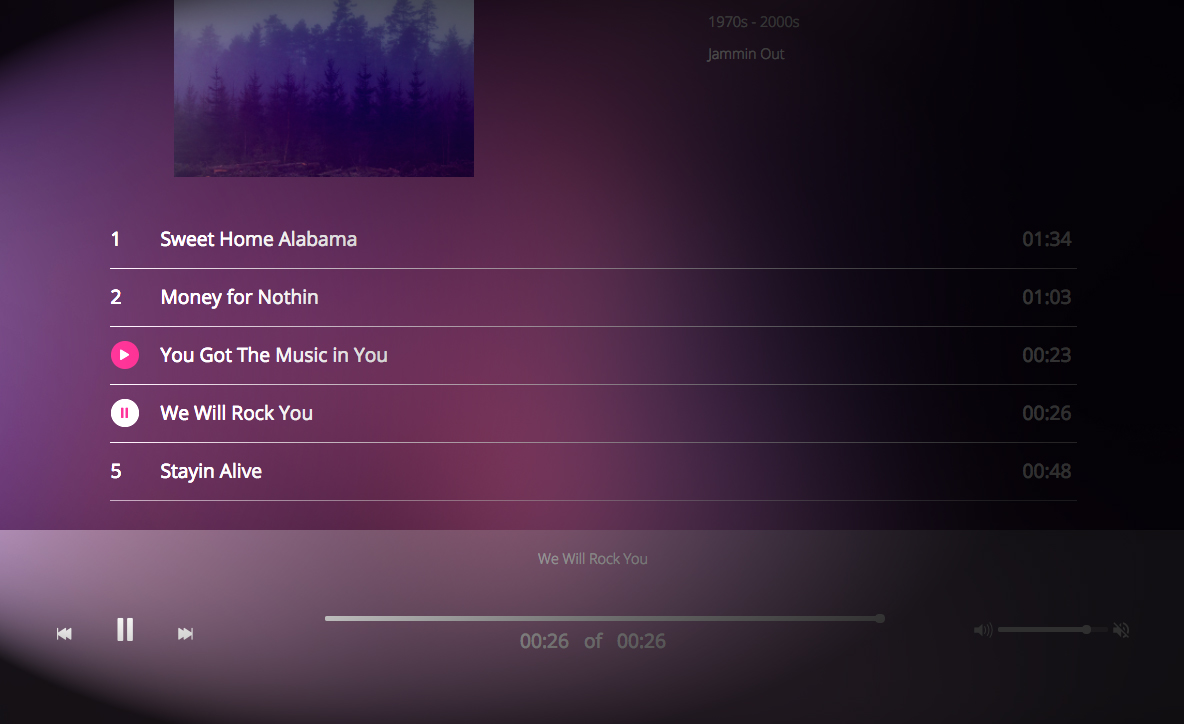 1970s - 2000s
Jammin Out
1 Sweet Home Alabama 01:34
2 Money for Nothin 01:03
You Got The Music in You 00:23
We Will Rock You 00:26
5 Stayin Alive 00:48
We Will Rock You
00:26 of 00:26